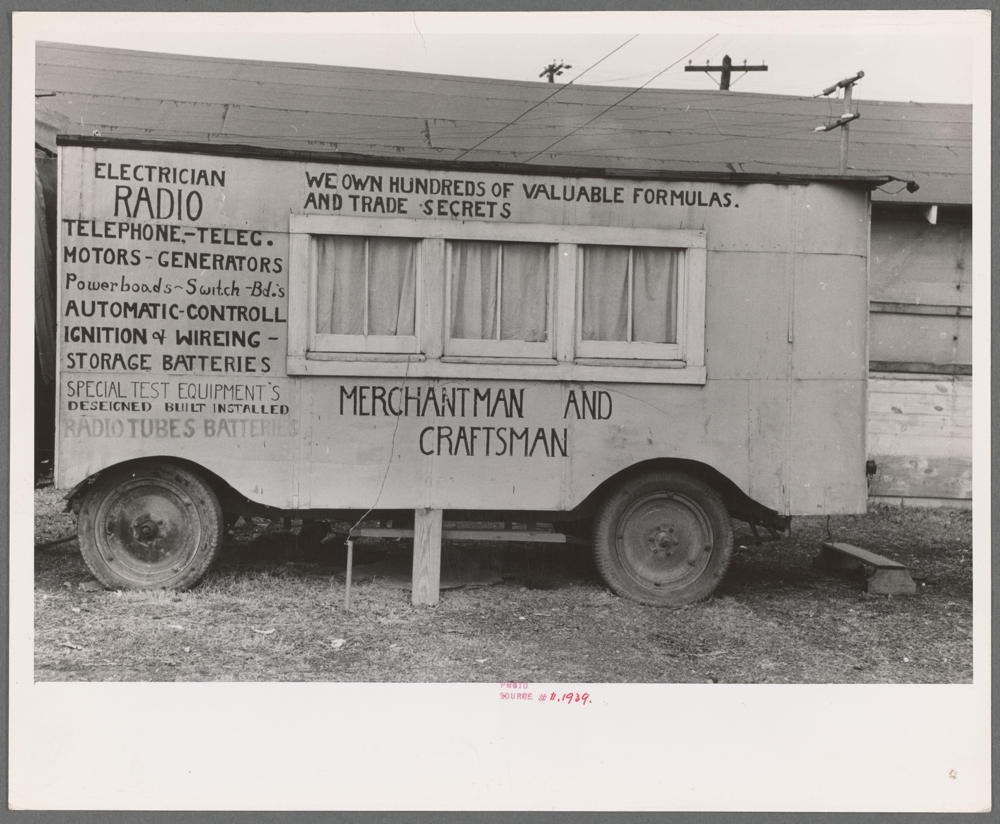 ELECTRICIAN
RADIO
TELEPHONE,-TELEG.
MOTORS-GENERATORS
Powerboads-Switch-Bd.'s
AUTOMATIC-CONTROLL
IGNITION & WIREING-
STORAGE BATTERIES
SPECIAL TEST EQUIPMENT'S
DESEIGNED BUILT INSTALLED
RADIO TUBES BATTERIES
WE OWN HUNDREDS OF VALUABLE FORMULAS.
AND TRADE-SECRETS
MERCHANTMAN AND
CRAFTSMAN
PHOTO
SOURCE # 11.1939.